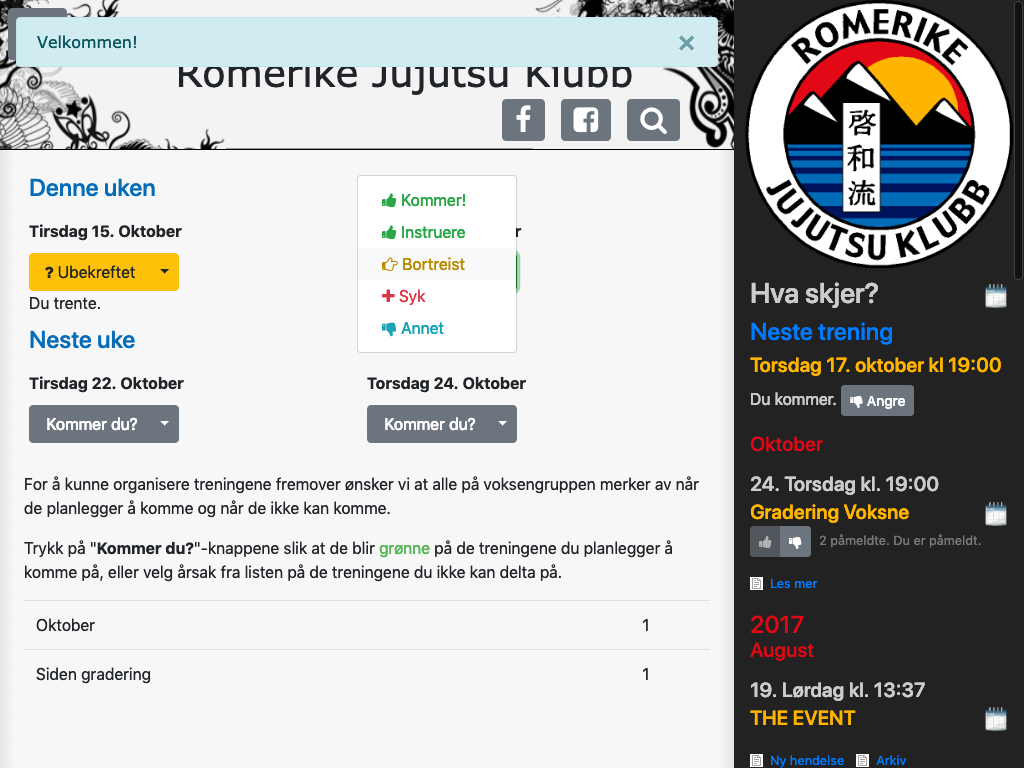 Velkommen!
×
Romerike Jujutsu Klubb
Denne uken
Tirsdag 15. Oktober
? Ubekreftet
Du trente.
Kommer!
Instruere
Bortreist
Syk
Annet
r
Neste uke
Tirsdag 22. Oktober
Torsdag 24. Oktober
Kommer du?
Kommer du?
For å kunne organisere treningene fremover ønsker vi at alle på voksengruppen merker av når
de planlegger å komme og når de ikke kan komme.
Trykk på "Kommer du?"-knappene slik at de blir grønne på de treningene du planlegger å
komme på, eller velg årsak fra listen på de treningene du ikke kan delta på.
Oktober 1
Siden gradering 1
ROMERIKE
啓和流
JUJUTSU KLUBB
Hva skjer?
Neste trening
Torsdag 17. oktober kl 19:00
Du kommer. Angre
Oktober
24. Torsdag kl. 19:00
Gradering Voksne
2 påmeldte. Du er påmeldt.
Les mer
2017
August
19. Lørdag kl. 13:37
THE EVENT
Ny hendelse Arkiv